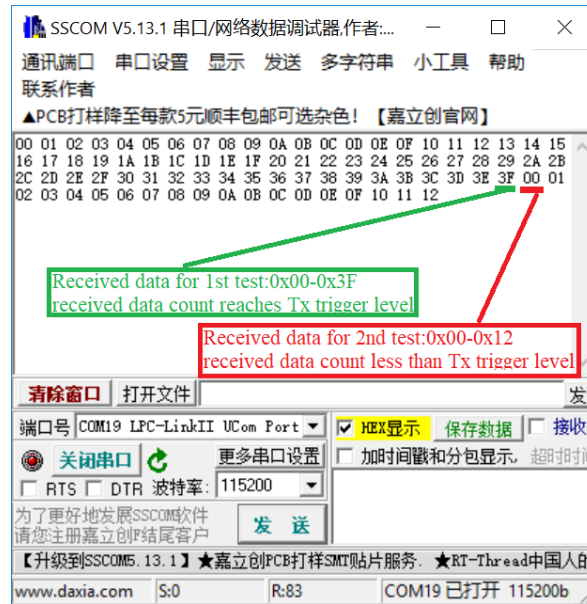 SSCOM V5.13.1 串口/网络数据调试器,作者:...
通讯端口 串口设置 显示 发送 多字符串 小工具 帮助
联系作者
▲PCB打样降至每款5元顺丰包邮可选杂色!【嘉立创官网】
00 01 02 03 04 05 06 07 08 09 0A 0B 0C 0D 0E 0F 10 11 12 13 14 15
16 17 18 19 1A 1B 1C 1D 1E 1F 20 21 22 23 24 25 26 27 28 29 2A 2B
2C 2D 2E 2F 30 31 32 33 34 35 36 37 38 39 3A 3B 3C 3D 3E 3F 00 01
02 03 04 05 06 07 08 09 0A 0B 0C 0D 0E 0F 10 11 12
Received data for 1st test:0x00-0x3F
received data count reaches Tx trigger level
Received data for 2nd test:0x00-0x12
received data count less than Tx trigger level
清除窗口 打开文件 发
端口号 COM19 LPC-LinkII UCom Port HEX显示 保存数据 接收
关闭串口 更多串口设置 加时间戳和分包显示, 超时时间
RTS DTR 波特率: 115200
为了更好地发展SSCOM软件
请您注册嘉立创F结尾客户
发 送
【升级到SSCOM5.13.1】★嘉立创PCB打样SMT贴片服务. ★RT-Thread中国人的
www.daxia.com S:0 R:83 COM19 已打开 115200b